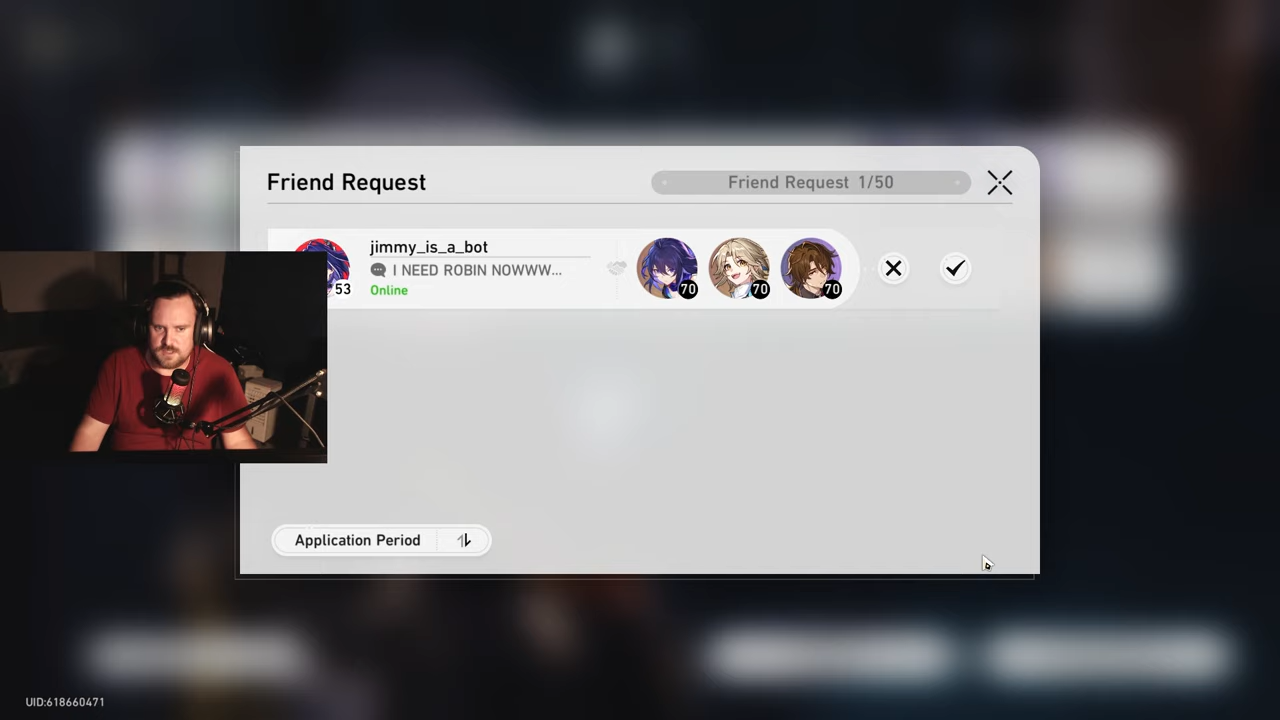 Friend Request
Friend Request 1/50
jimmy_is_a_bot
I NEED ROBIN NOWWW...
Online
53
70
70
70
Application Period
UID:618660471